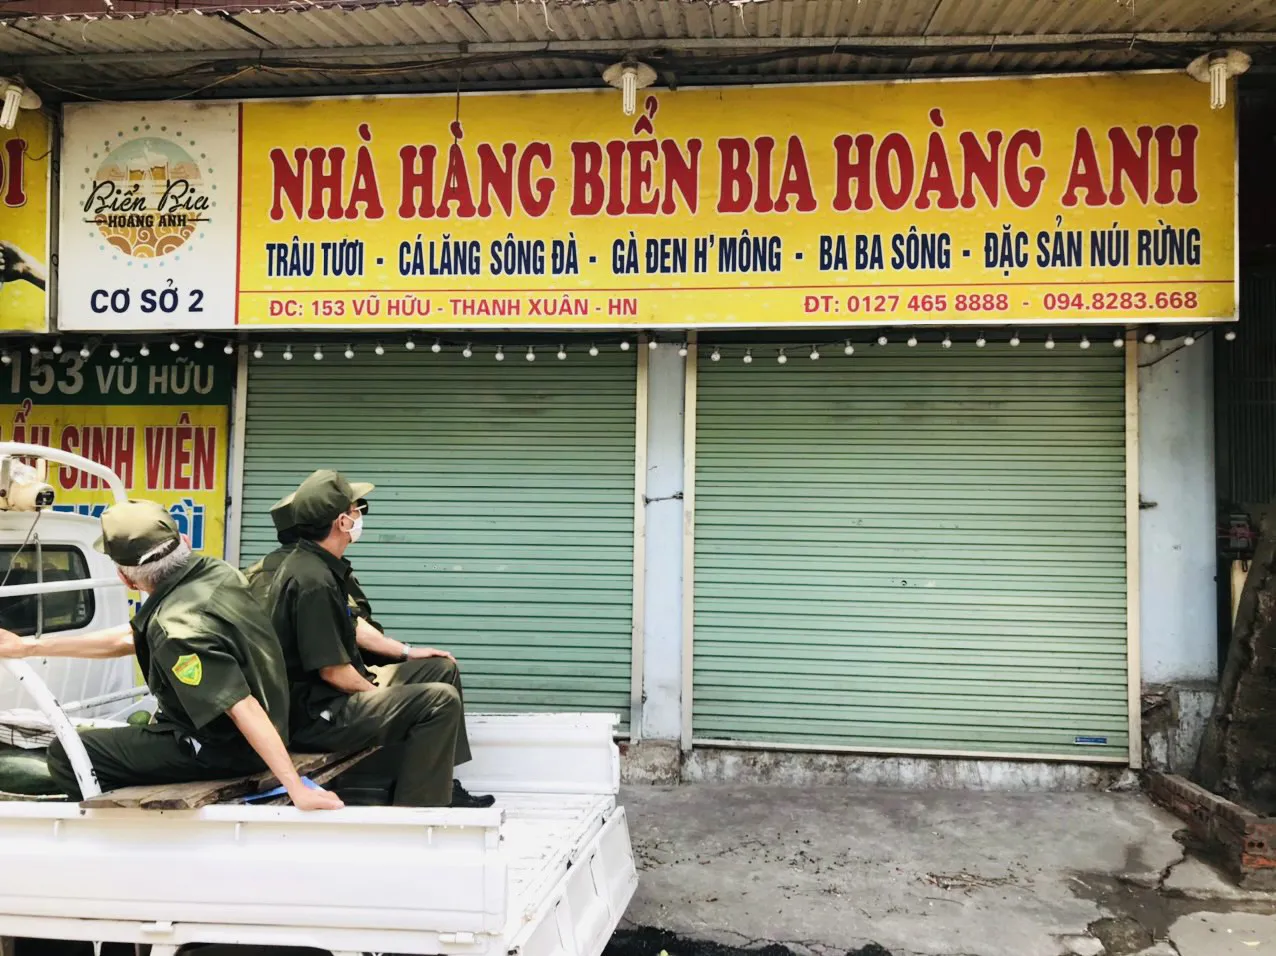 NHÀ HÀNG BIỂN BIA HOÀNG ANH
TRÂU TƯƠI - CÁ LĂNG SÔNG ĐÀ - GÀ ĐEN H'MÔNG - BA BA SÔNG - ĐẶC SẢN NÚI RỪNG
ĐC: 153 VŨ HỮU - THANH XUÂN - HN
ĐT: 0127 465 8888 - 094.8283.668
Biển Bia
HOÀNG ANH
CƠ SỞ 2
153 VŨ HỮU
SINH VIÊN